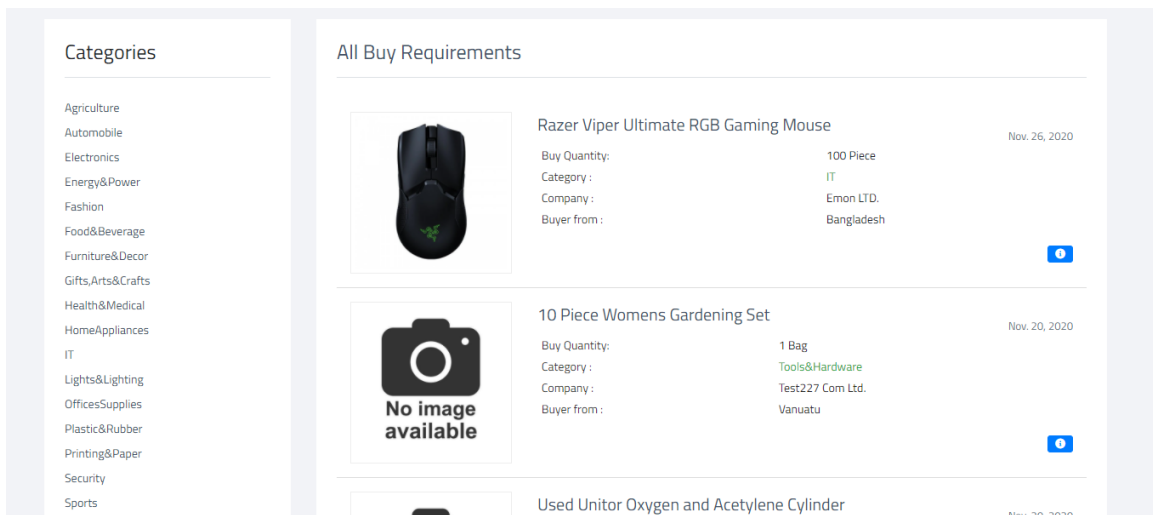 Categories
Agriculture
Automobile
Electronics
Energy&Power
Fashion
Food&Beverage
Furniture&Decor
Gifts,Arts&Crafts
Health&Medical
HomeAppliances
IT
Lights&Lighting
OfficesSupplies
Plastic&Rubber
Printing&Paper
Security
Sports
All Buy Requirements
Razer Viper Ultimate RGB Gaming Mouse
Nov. 26, 2020
Buy Quantity: 100 Piece
Category : IT
Company : Emon LTD.
Buyer from : Bangladesh
10 Piece Womens Gardening Set
Nov. 20, 2020
Buy Quantity: 1 Bag
Category : Tools&Hardware
Company : Test227 Com Ltd.
Buyer from : Vanuatu
No image
available
Used Unitor Oxygen and Acetylene Cylinder